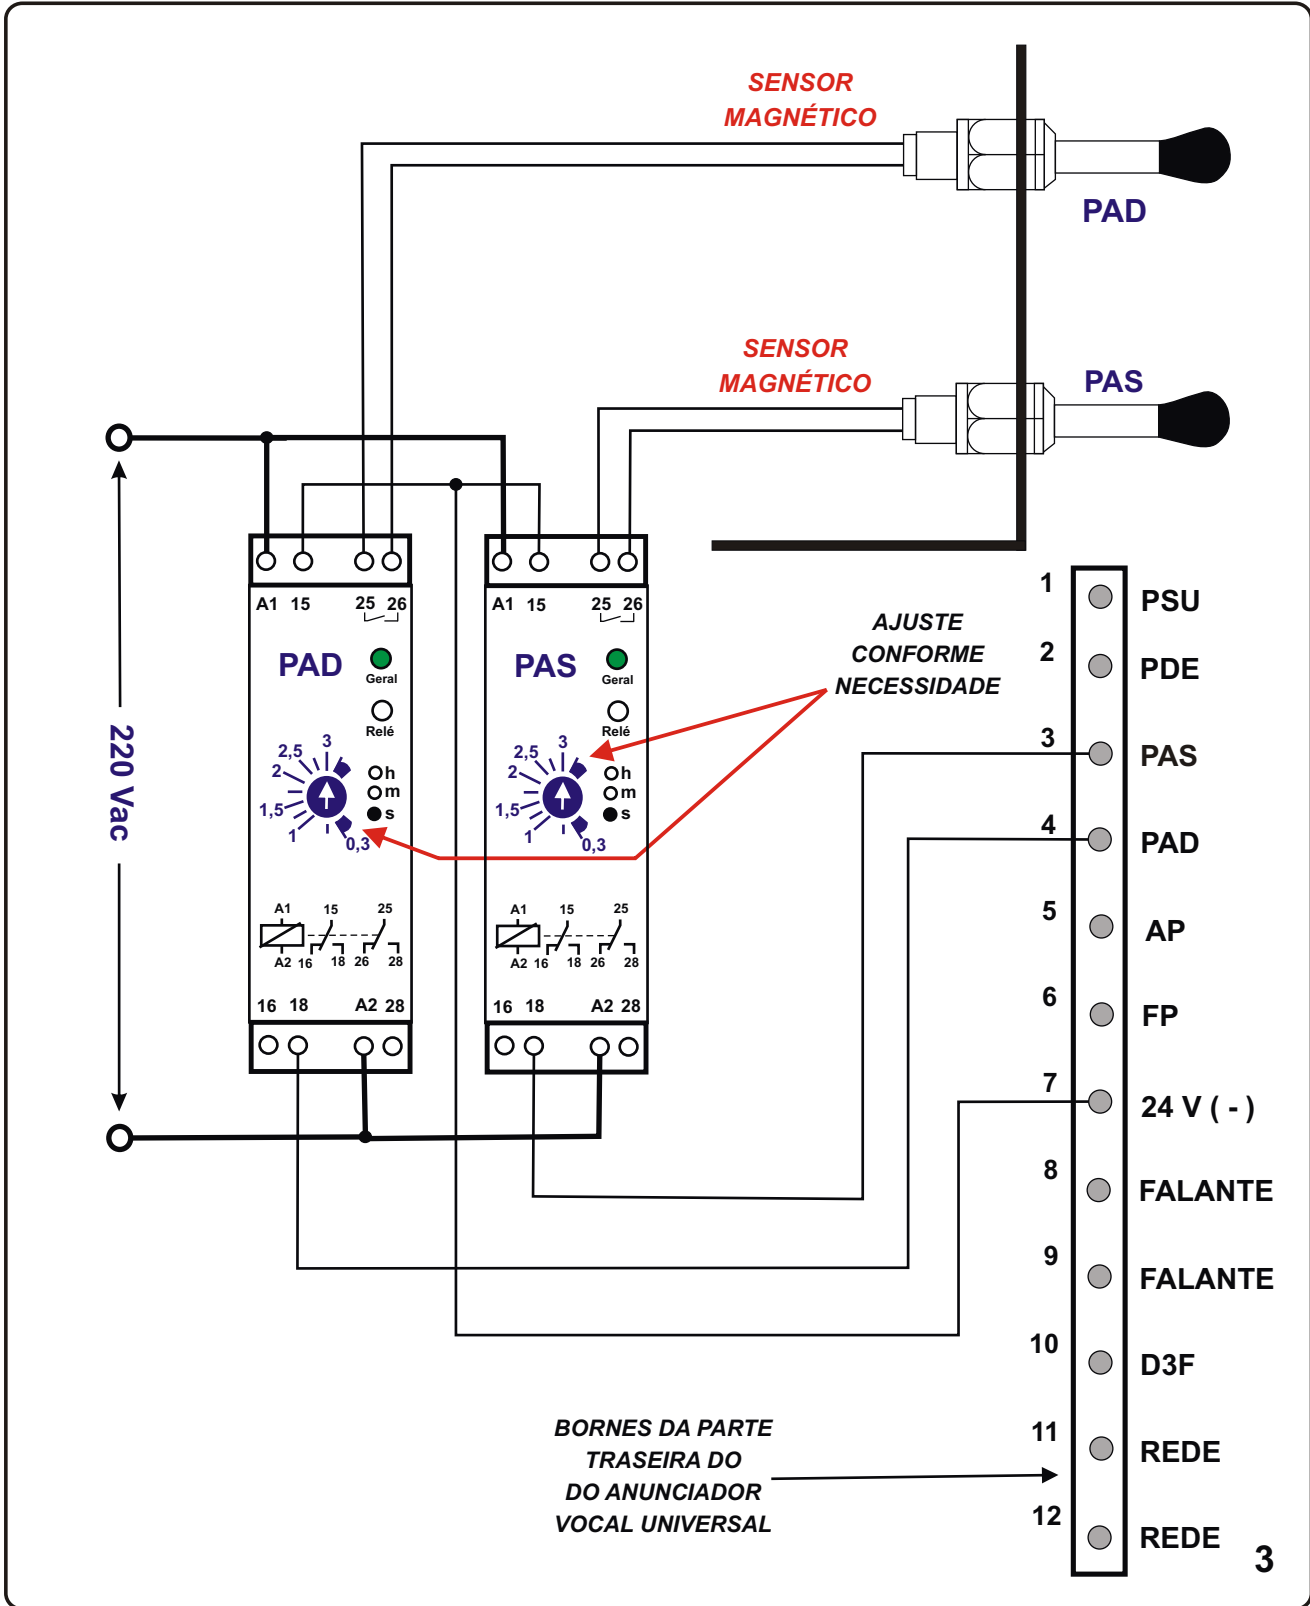 SENSOR
MAGNÉTICO
PAD
SENSOR
MAGNÉTICO
PAS
220 Vac
A1 15 25 26
PAD
Geral
Relé
3
2,5
2
1,5
1
0,3
h
m
s
A1 15 25
A2 16 18 26 28
16 18 A2 28
A1 15 25 26
PAS
Geral
Relé
3
2,5
2
1,5
1
0,3
h
m
s
A1 15 25
A2 16 18 26 28
16 18 A2 28
AJUSTE
CONFORME
NECESSIDADE
1 PSU
2 PDE
3 PAS
4 PAD
5 AP
6 FP
7 24 V ( - )
8 FALANTE
9 FALANTE
10 D3F
11 REDE
12 REDE
BORNES DA PARTE
TRASEIRA DO
DO ANUNCIADOR
VOCAL UNIVERSAL
3